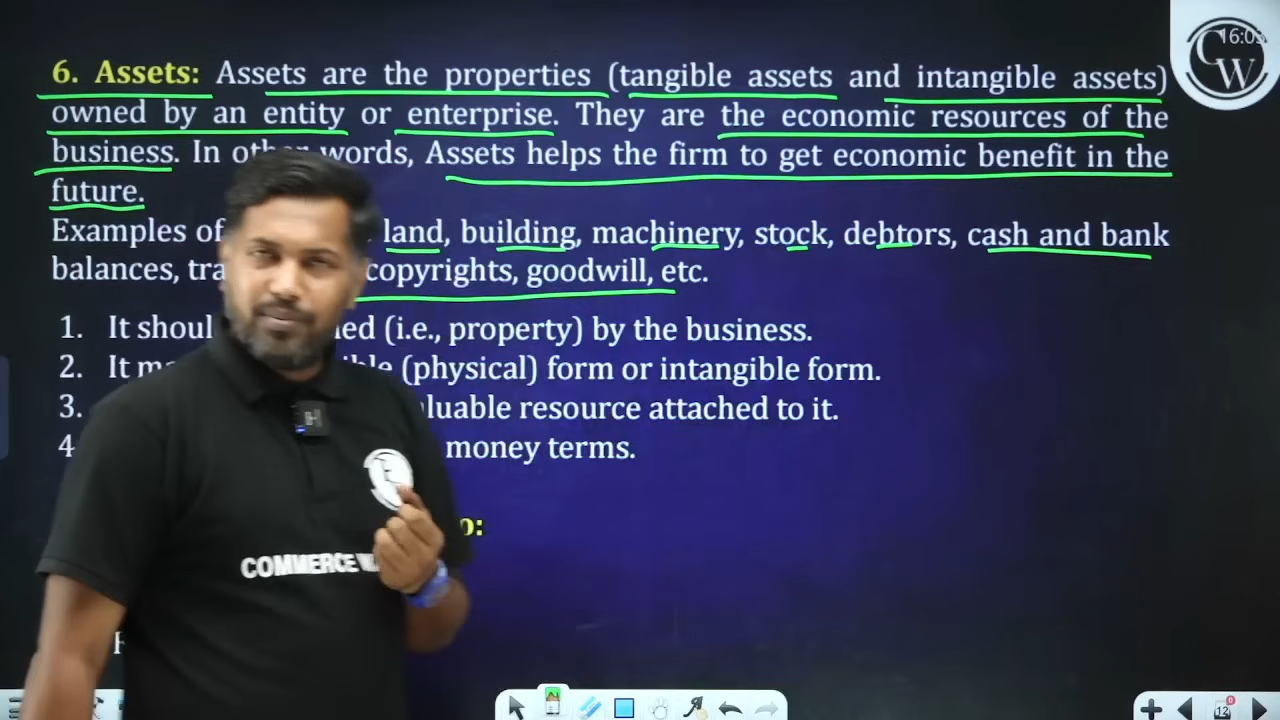 CW
16:05
6. Assets: Assets are the properties (tangible assets and intangible assets)
owned by an entity or enterprise. They are the economic resources of the
business. In other words, Assets helps the firm to get economic benefit in the
future.
Examples of land, building, machinery, stock, debtors, cash and bank
balances, copyrights, goodwill, etc.
1. It (i.e., property) by the business.
2. It (physical) form or intangible form.
3. resource attached to it.
4 money terms.
COMMERCE
12